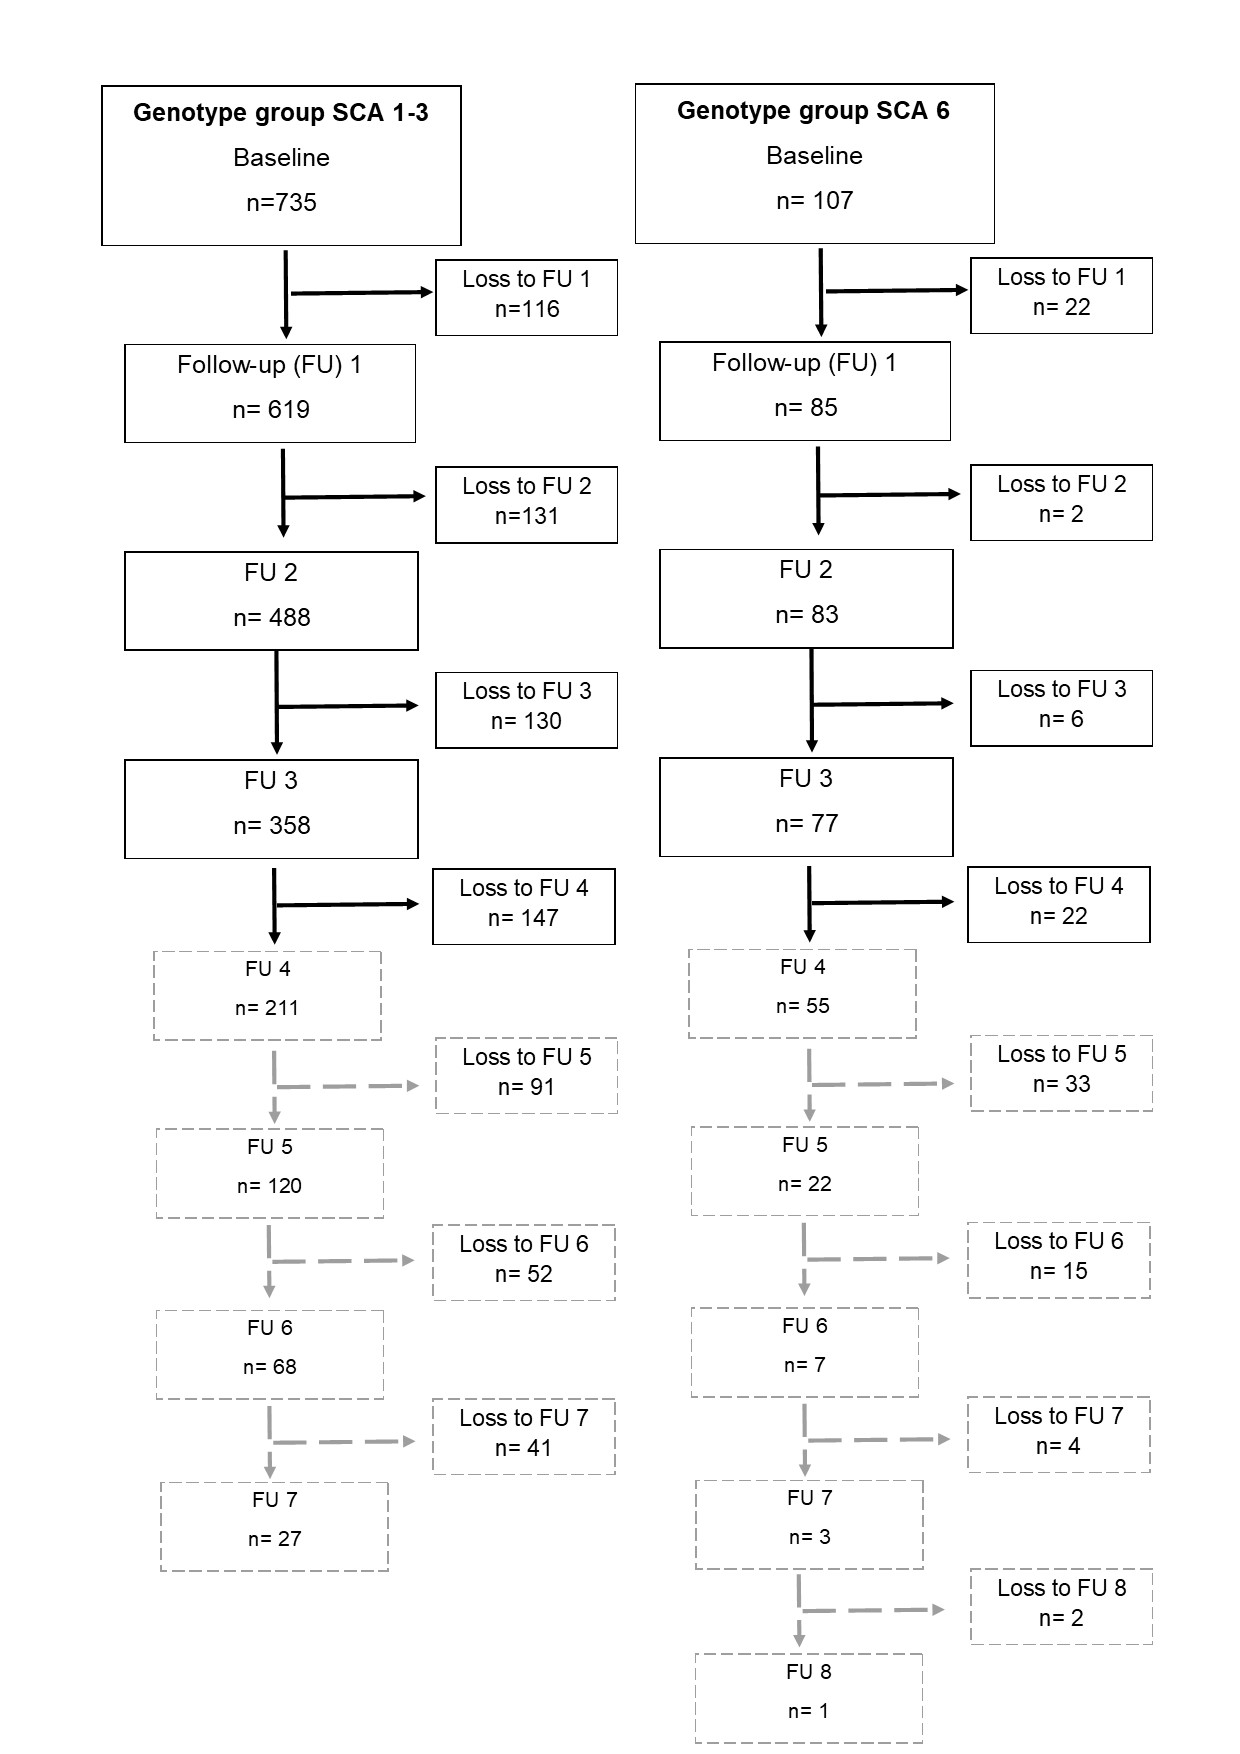 Genotype group SCA 1-3
Baseline
n=735
Loss to FU 1
n=116
Follow-up (FU) 1
n= 619
Loss to FU 2
n=131
FU 2
n= 488
Loss to FU 3
n= 130
FU 3
n= 358
Loss to FU 4
n= 147
FU 4
n= 211
Loss to FU 5
n= 91
FU 5
n= 120
Loss to FU 6
n= 52
FU 6
n= 68
Loss to FU 7
n= 41
FU 7
n= 27
Genotype group SCA 6
Baseline
n= 107
Loss to FU 1
n= 22
Follow-up (FU) 1
n= 85
Loss to FU 2
n= 2
FU 2
n= 83
Loss to FU 3
n= 6
FU 3
n= 77
Loss to FU 4
n= 22
FU 4
n= 55
Loss to FU 5
n= 33
FU 5
n= 22
Loss to FU 6
n= 15
FU 6
n= 7
Loss to FU 7
n= 4
FU 7
n= 3
Loss to FU 8
n= 2
FU 8
n= 1